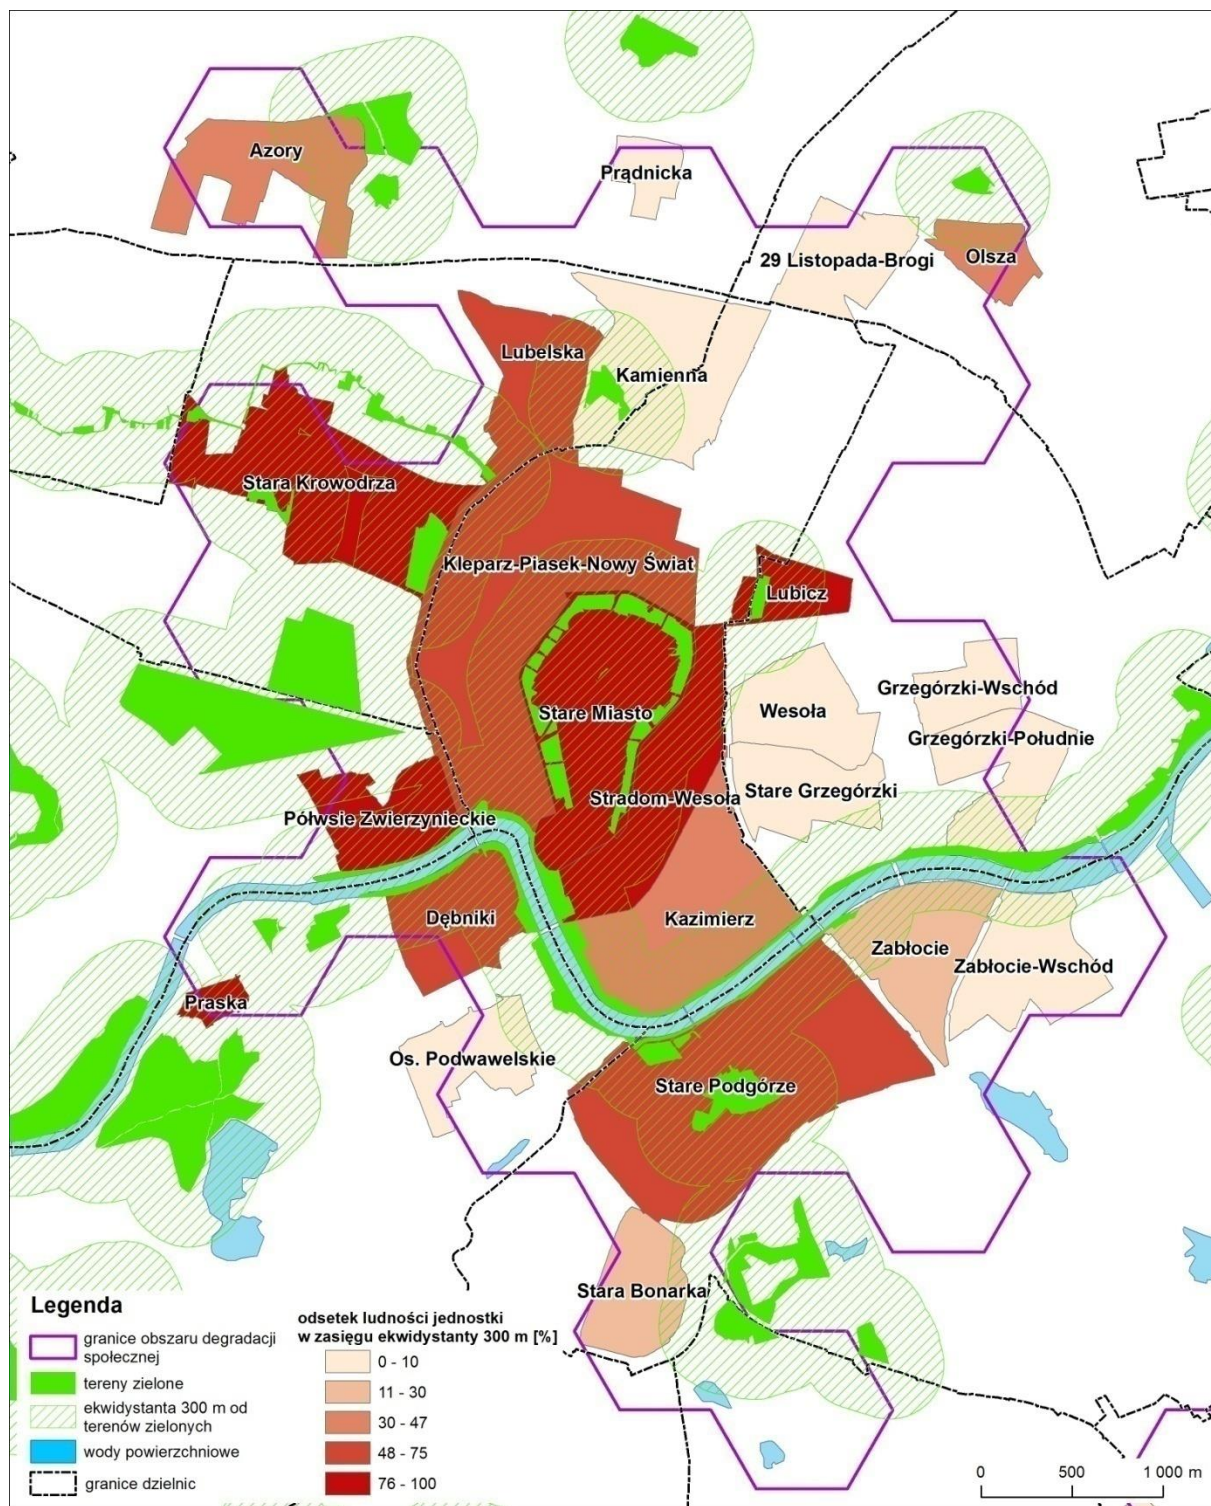 Azory
Prądnicka
29 Listopada-Brogi
Olsza
Lubelska
Kamienna
Stara Krowodrza
Kleparz-Piasek-Nowy Świat
Lubicz
Stare Miasto
Wesoła
Grzegórzki-Wschód
Grzegórzki-Południe
Stradom-Wesoła
Stare Grzegórzki
Półwsie Zwierzynieckie
Dębniki
Kazimierz
Zabłocie
Zabłocie-Wschód
Praska
Os. Podwawelskie
Stare Podgórze
Stara Bonarka
Legenda
granice obszaru degradacji
społecznej
tereny zielone
ekwidystanta 300 m od
terenów zielonych
wody powierzchniowe
granice dzielnic
odsetek ludności jednostki
w zasięgu ekwidystanty 300 m [%]
0 - 10
11 - 30
30 - 47
48 - 75
76 - 100
0 500 1 000 m